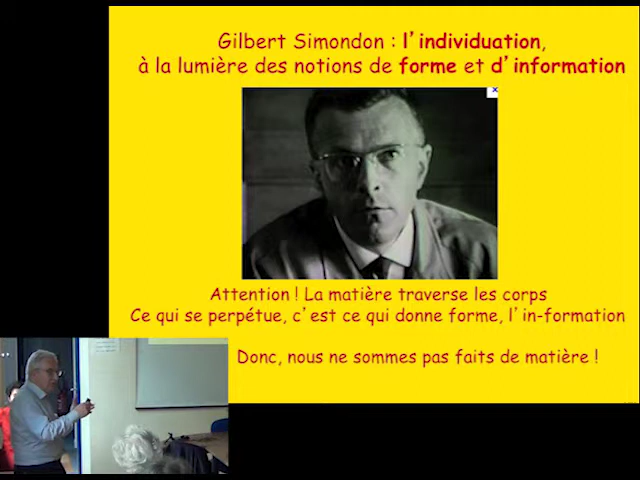 Gilbert Simondon : l'individuation,
à la lumière des notions de forme et d'information
Attention ! La matière traverse les corps
Ce qui se perpétue, c'est ce qui donne forme, l'in-formation
Donc, nous ne sommes pas faits de matière !